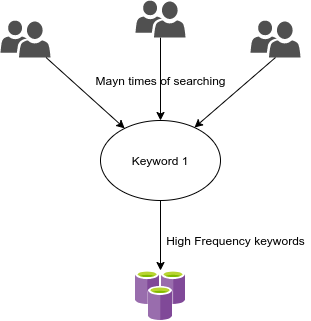 Mayn times of searching
Keyword 1
High Frequency keywords